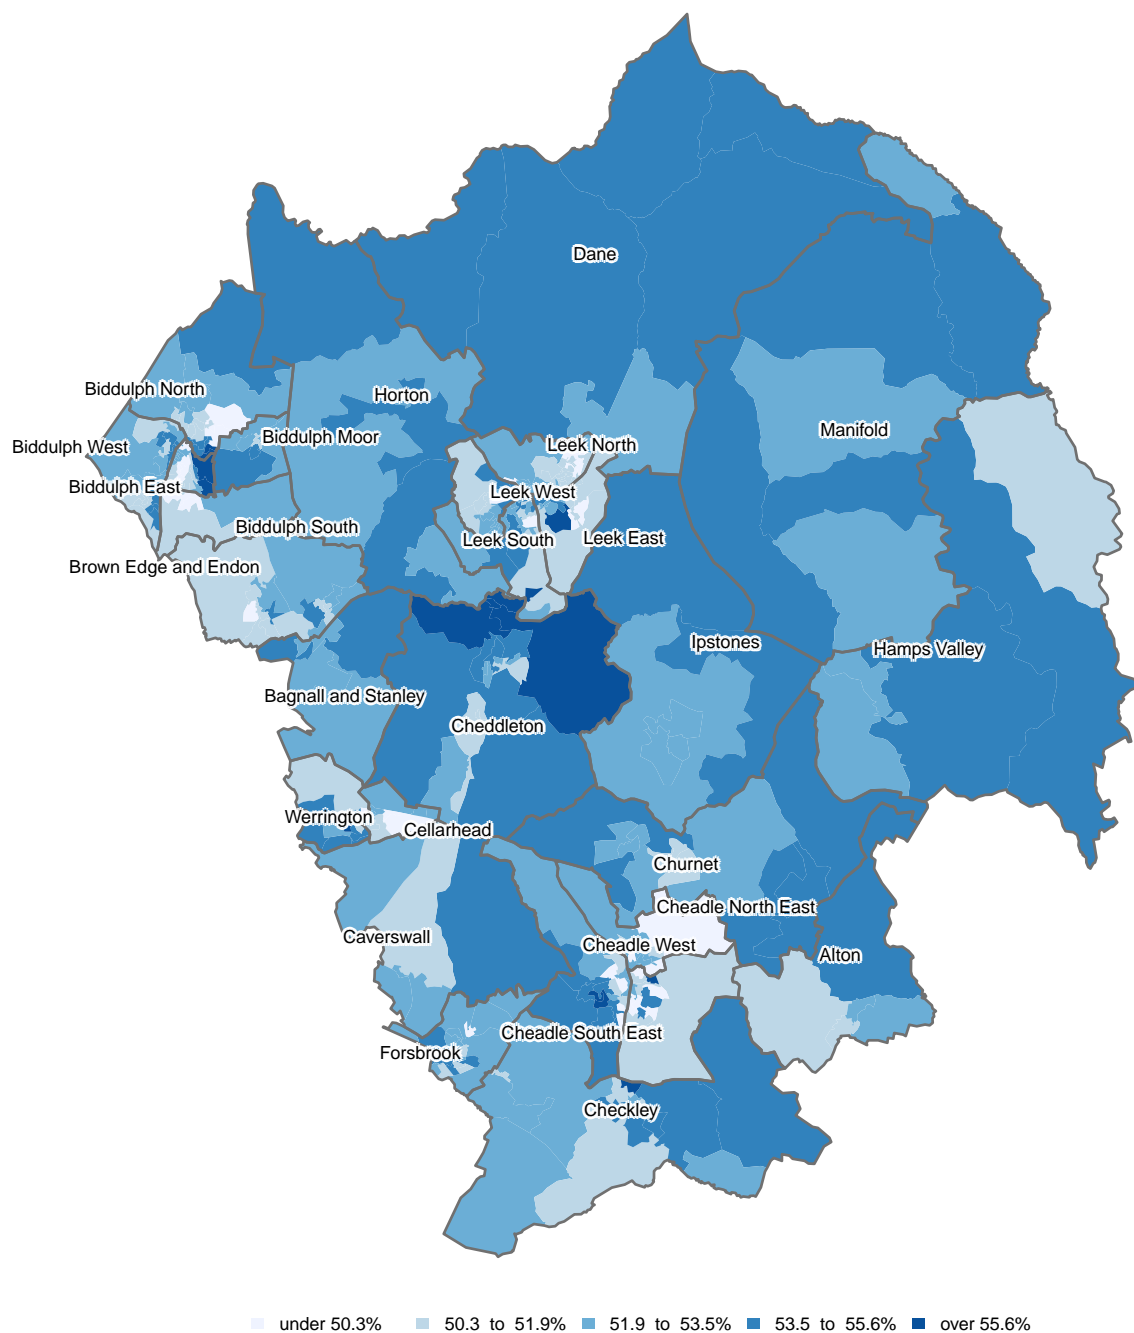 Dane
Biddulph North
Horton
Manifold
Biddulph Moor
Biddulph West
Leek North
Biddulph East
Leek West
Biddulph South
Leek South
Leek East
Brown Edge and Endon
Ipstones
Hamps Valley
Bagnall and Stanley
Cheddleton
Werrington
Cellarhead
Churnet
Cheadle North East
Caverswall
Cheadle West
Alton
Cheadle South East
Forsbrook
Checkley
under 50.3% 50.3 to 51.9% 51.9 to 53.5% 53.5 to 55.6% over 55.6%